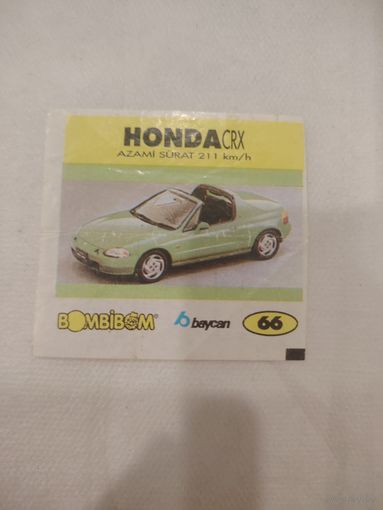 HONDA CRX
AZAMİ SÜRAT 211 km/h
BOMBİBOM
baycan
66